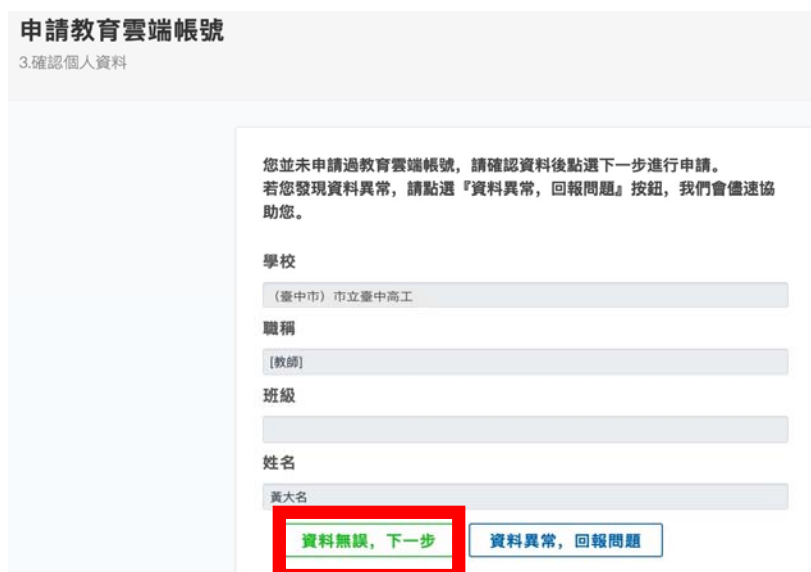 申請教育雲端帳號
3.確認個人資料
您並未申請過教育雲端帳號，請確認資料後點選下一步進行申請。
若您發現資料異常，請點選『資料異常，回報問題』按鈕，我們會儘速協
助您。
學校
（臺中市）市立臺中高工
職稱
[教師]
班級
姓名
黃大名
資料無誤，下一步
資料異常，回報問題